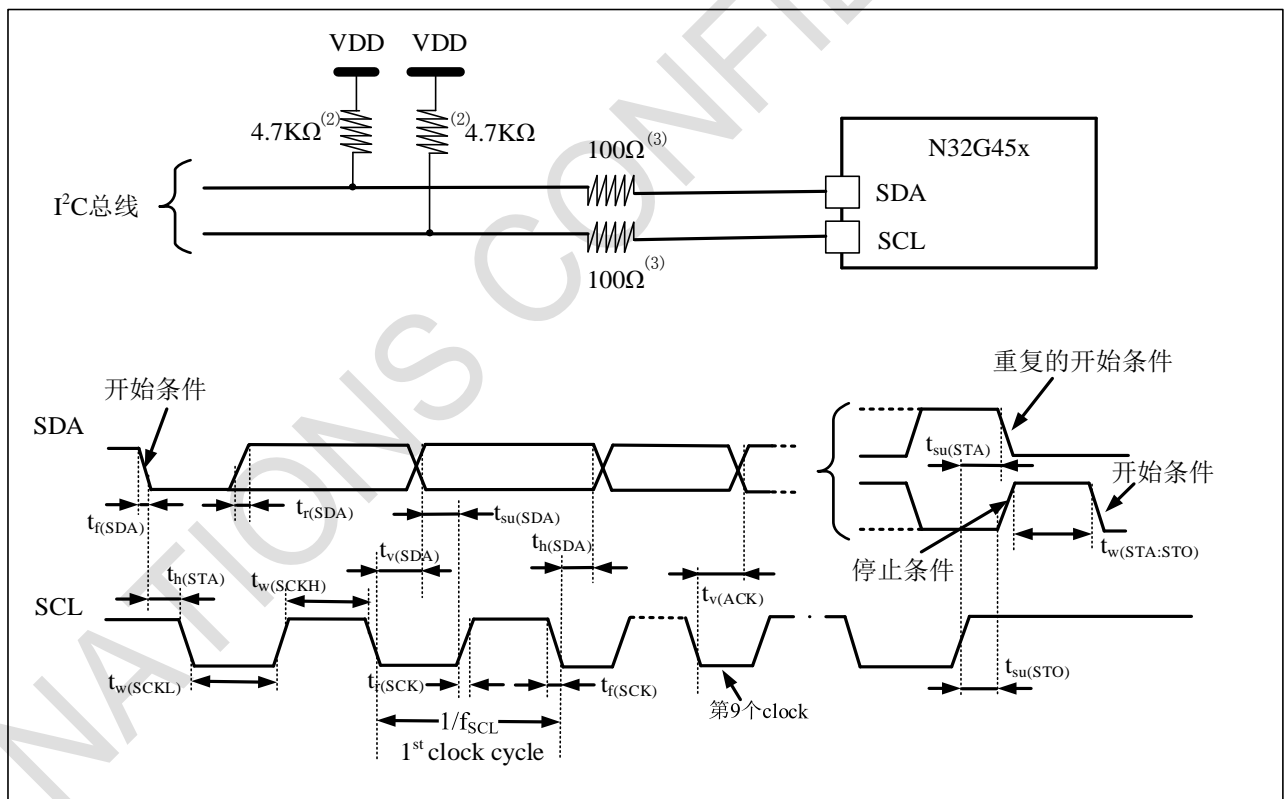 NATIONS CONFI
VDD VDD
4.7KΩ(2) (2)4.7KΩ
100Ω(3)
N32G45x
SDA
I2C总线
SCL
100Ω(3)
重复的开始条件
开始条件
SDA
tsu(STA)
开始条件
tf(SDA) tr(SDA) tsu(SDA)
tv(SDA) th(SDA)
tw(STA:STO)
停止条件
th(STA) tw(SCKH)
tv(ACK)
SCL
tw(SCKL) tr(SCK) tf(SCK) tsu(STO)
第9个clock
1/fSCL
1st clock cycle